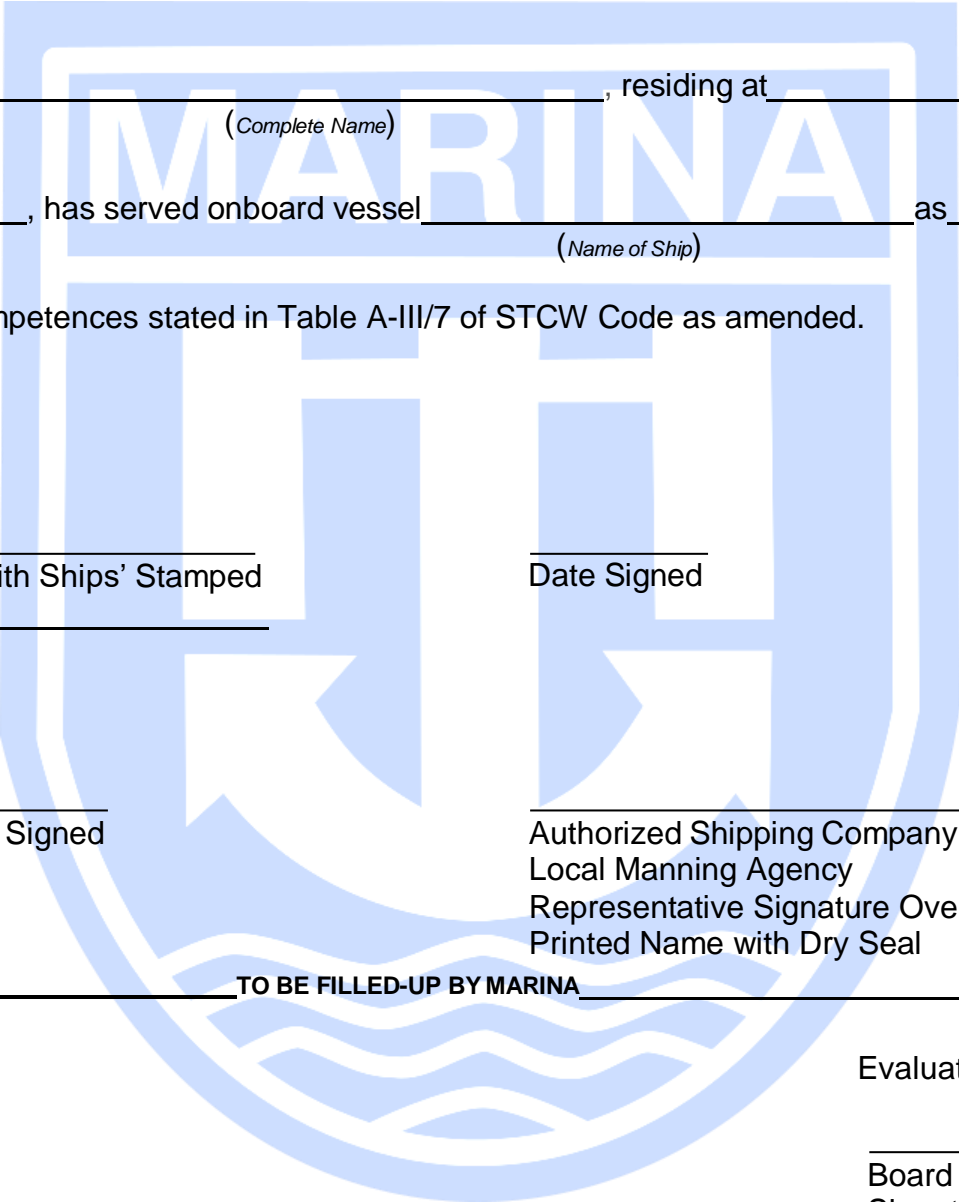 , residing at
(Complete Name)
MARINA
, has served onboard vessel as
(Name of Ship)
petences stated in Table A-III/7 of STCW Code as amended.
ith Ships’ Stamped Date Signed
Signed Authorized Shipping Company
Local Manning Agency
Representative Signature Ove
Printed Name with Dry Seal
TO BE FILLED-UP BY MARINA
Evaluat
Board